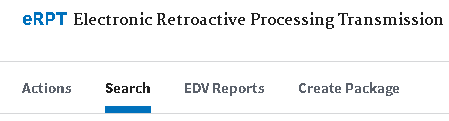 eRPT Electronic Retroactive Processing Transmission
Actions Search EDV Reports Create Package